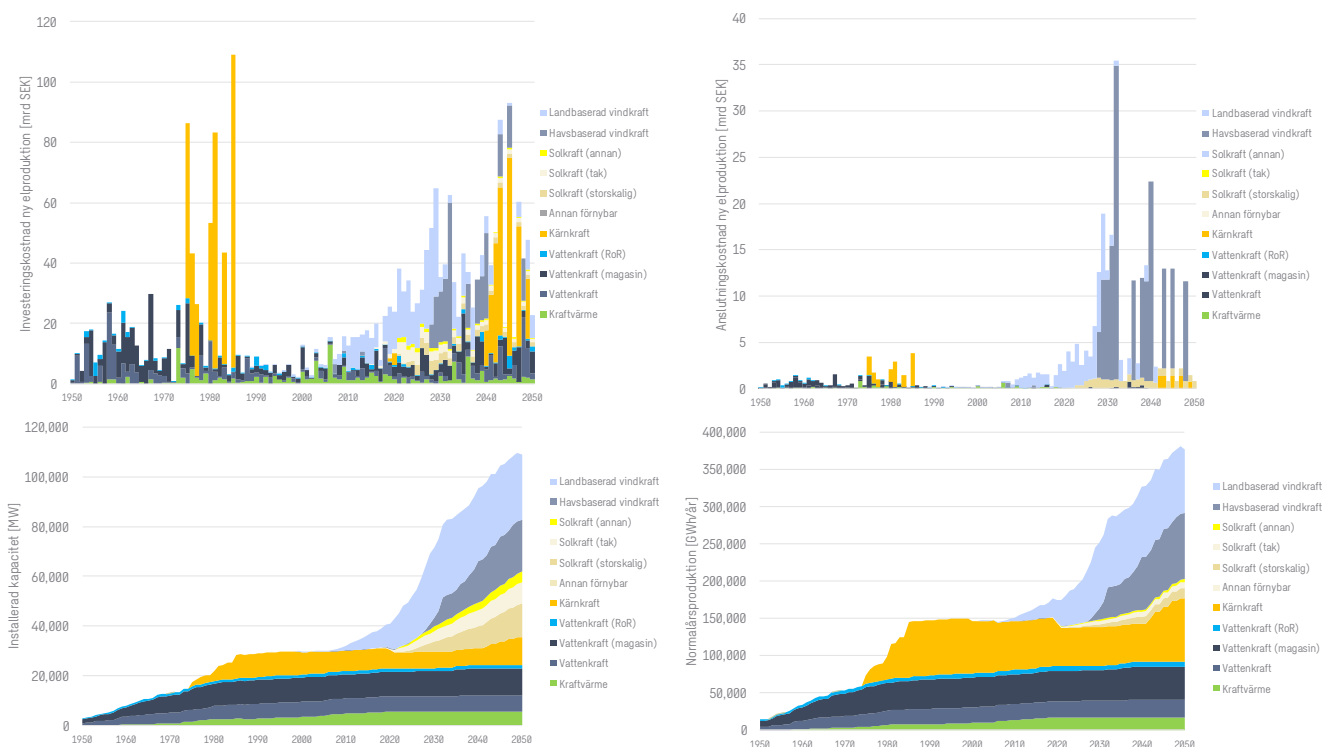 Investeringskostnad ny elproduktion [mrd SEK]
120
100
80
60
40
20
0
1950 1960 1970 1980 1990 2000 2010 2020 2030 2040 2050
Landbaserad vindkraft
Havsbaserad vindkraft
Solkraft (annan)
Solkraft (tak)
Solkraft (storskalig)
Annan förnybar
Kärnkraft
Vattenkraft (RoR)
Vattenkraft (magasin)
Vattenkraft
Kraftvärme
Anslutningskostnad ny elproduktion [mrd SEK]
40
35
30
25
20
15
10
5
0
1950 1960 1970 1980 1990 2000 2010 2020 2030 2040 2050
Landbaserad vindkraft
Havsbaserad vindkraft
Solkraft (annan)
Solkraft (tak)
Solkraft (storskalig)
Annan förnybar
Kärnkraft
Vattenkraft (RoR)
Vattenkraft (magasin)
Vattenkraft
Kraftvärme
Installerad kapacitet [MW]
120,000
100,000
80,000
60,000
40,000
20,000
0
1950 1960 1970 1980 1990 2000 2010 2020 2030 2040 2050
Landbaserad vindkraft
Havsbaserad vindkraft
Solkraft (annan)
Solkraft (tak)
Solkraft (storskalig)
Annan förnybar
Kärnkraft
Vattenkraft (RoR)
Vattenkraft (magasin)
Vattenkraft
Kraftvärme
Normalårsproduktion [GWh/år]
400,000
350,000
300,000
250,000
200,000
150,000
100,000
50,000
0
1950 1960 1970 1980 1990 2000 2010 2020 2030 2040 2050
Landbaserad vindkraft
Havsbaserad vindkraft
Solkraft (annan)
Solkraft (tak)
Solkraft (storskalig)
Annan förnybar
Kärnkraft
Vattenkraft (RoR)
Vattenkraft (magasin)
Vattenkraft
Kraftvärme